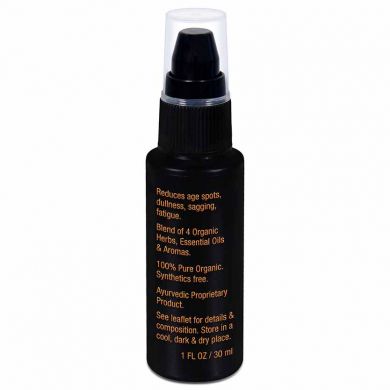 Reduces age spots,
dullness, sagging,
fatigue.
Blend of 4 Organic
Herbs, Essential Oils
& Aromas.
100% Pure Organic.
Synthetics free.
Ayurvedic Proprietary
Product.
See leaflet for details &
composition. Store in a
cool, dark & dry place.
1 FL OZ/ 30 ml